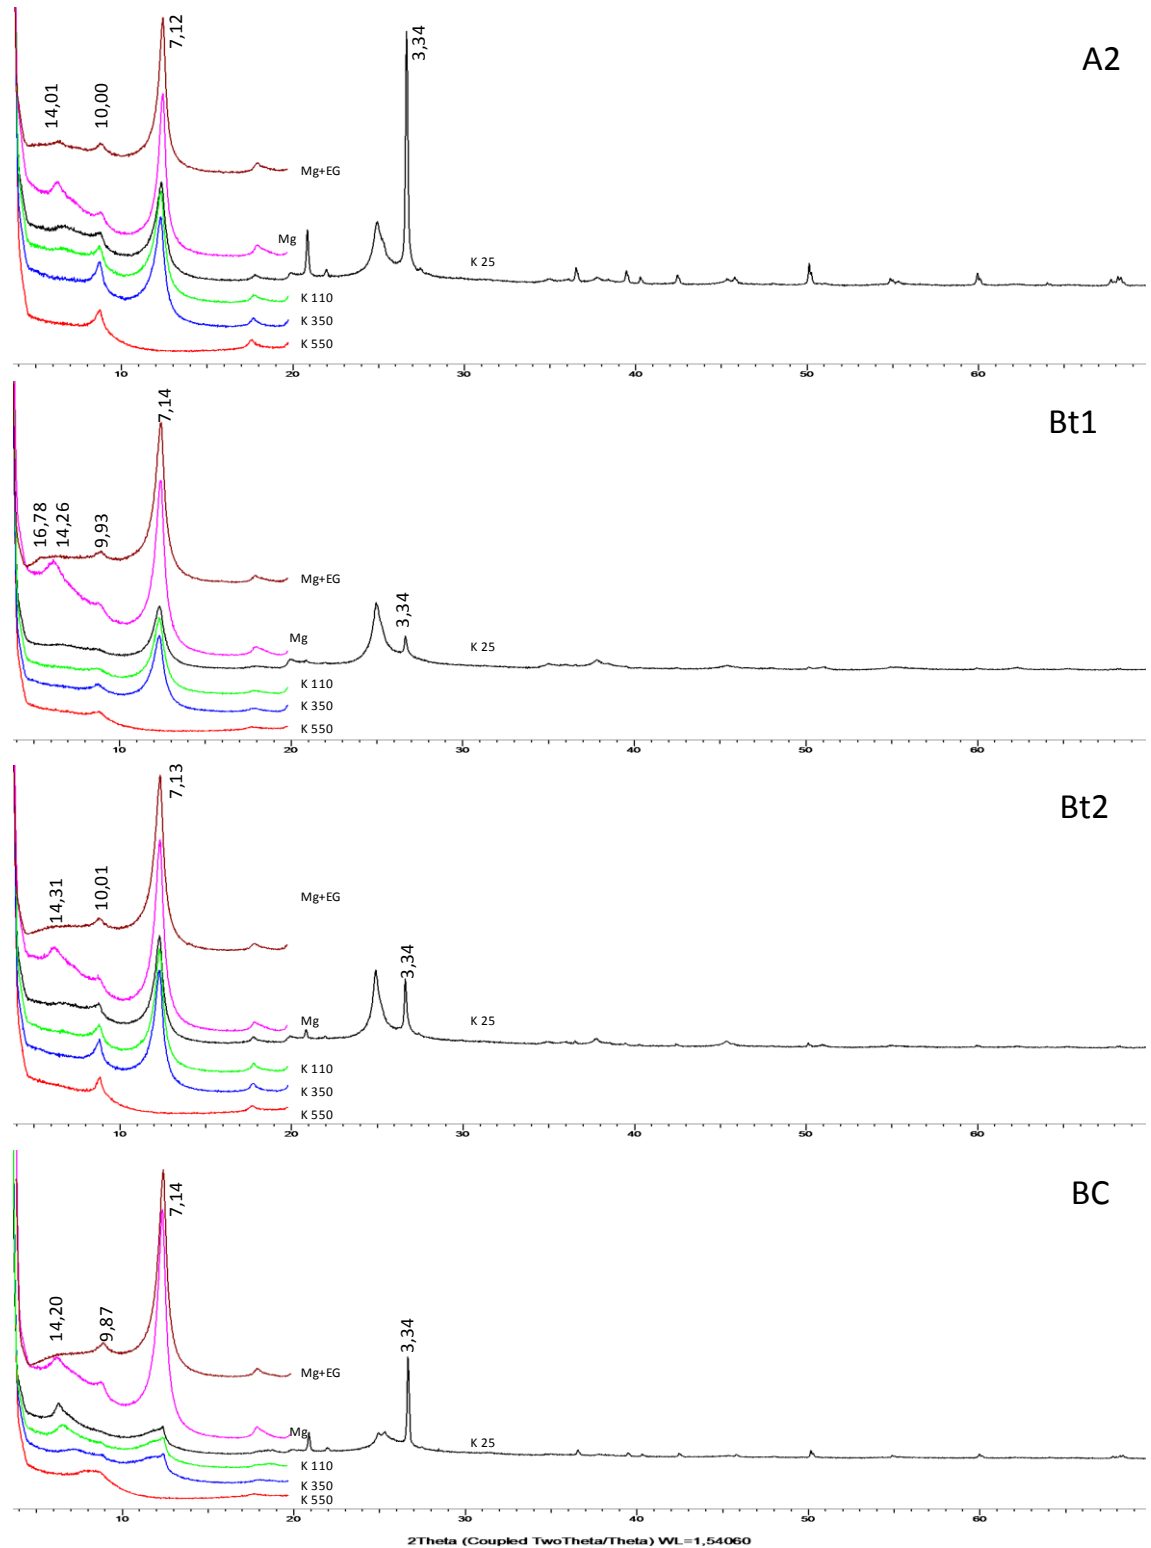 A2
7,12
3,34
14,01
10,00
Mg+EG
Mg
K 25
K 110
K 350
K 550
10 20 30 40 50 60
Bt1
7,14
16,78
14,26
9,93
3,34
Mg+EG
Mg
K 25
K 110
K 350
K 550
10 20 30 40 50 60
Bt2
7,13
14,31
10,01
3,34
Mg+EG
Mg
K 25
K 110
K 350
K 550
10 20 30 40 50 60
BC
7,14
14,20
9,87
3,34
Mg+EG
Mg
K 25
K 110
K 350
K 550
10 20 30 40 50 60
2Theta (Coupled TwoTheta/Theta) WL=1,54060